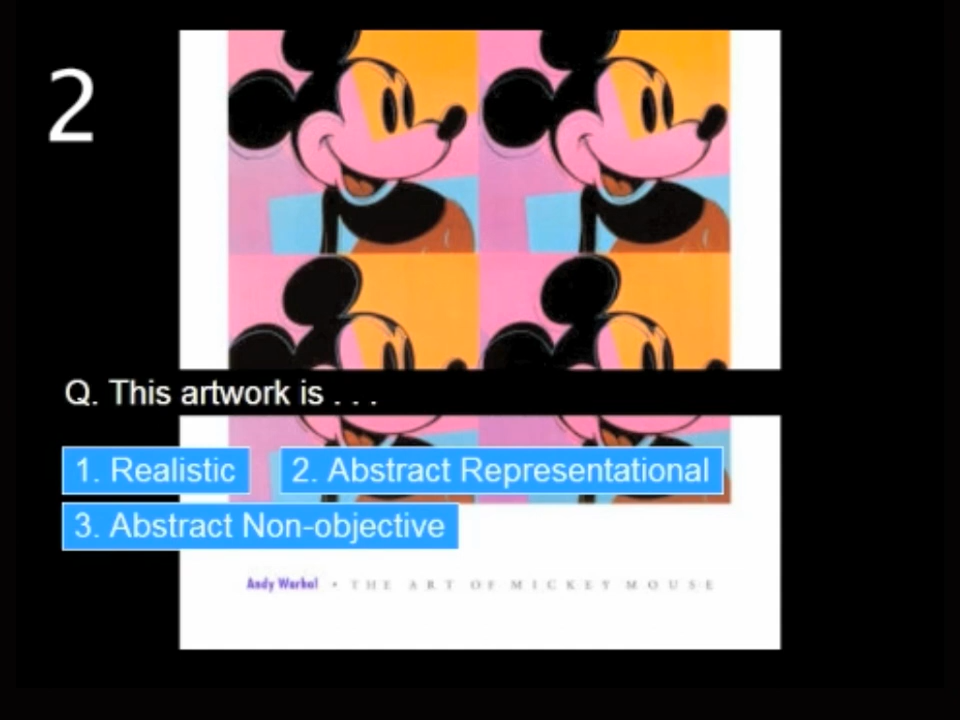 2
Q. This artwork is . . .
1. Realistic
2. Abstract Representational
3. Abstract Non-objective
Andy Warhol • THE ART OF MICKEY MOUSE